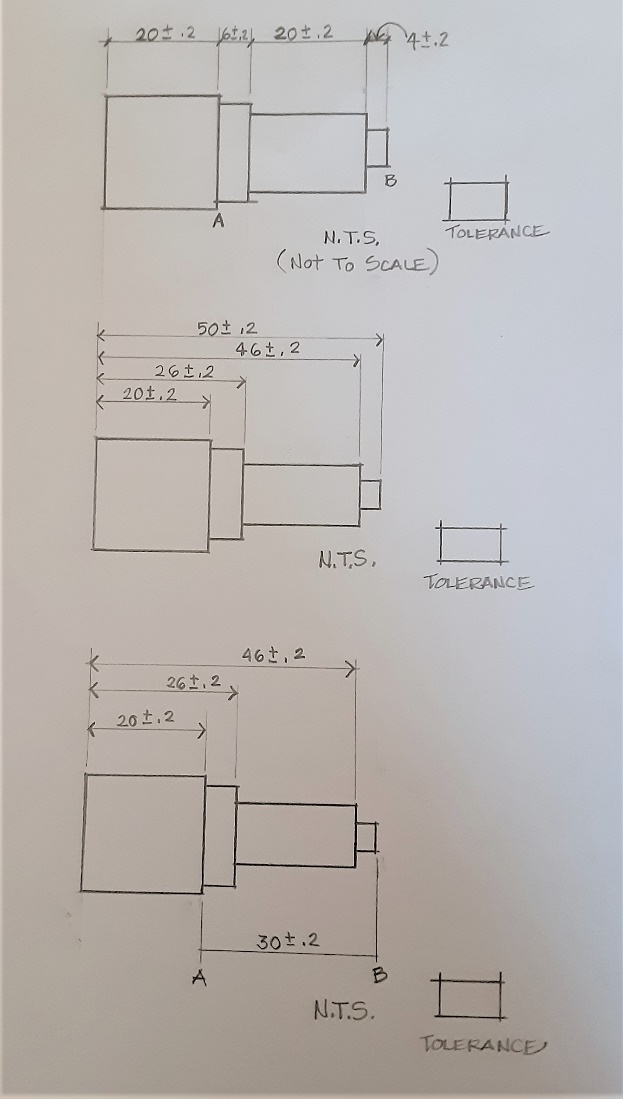 20±.2 6±.2 20±.2 4±.2
B
A
TOLERANCE
N.T.S.
(NOT TO SCALE)
50±.2
46±.2
26±.2
20±.2
N.T.S.
TOLERANCE
46±.2
26±.2
20±.2
30±.2
A B
N.T.S.
TOLERANCE